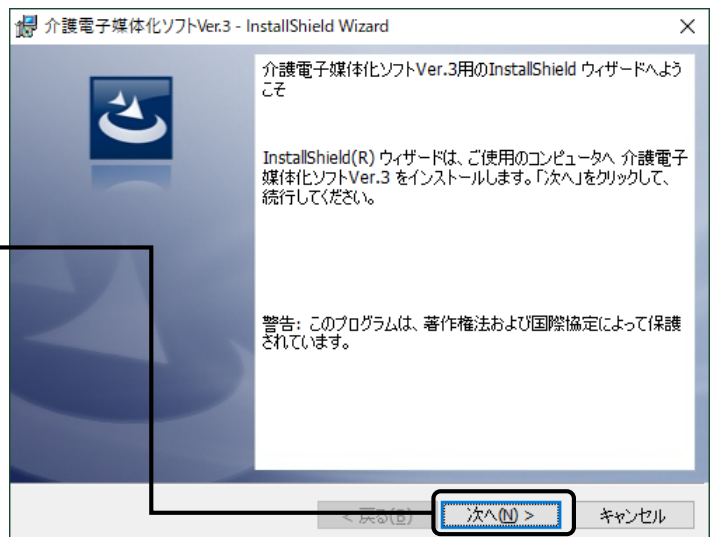 介護電子媒体化ソフトVer.3 - InstallShield Wizard
介護電子媒体化ソフトVer.3用のInstallShield ウィザードへよう
こそ
InstallShield(R) ウィザードは、ご使用のコンピュータへ 介護電子
媒体化ソフトVer.3 をインストールします。「次へ」をクリックして、
続行してください。
警告: このプログラムは、著作権法および国際協定によって保護
されています。
< 戻る(B) 次へ(N) > キャンセル